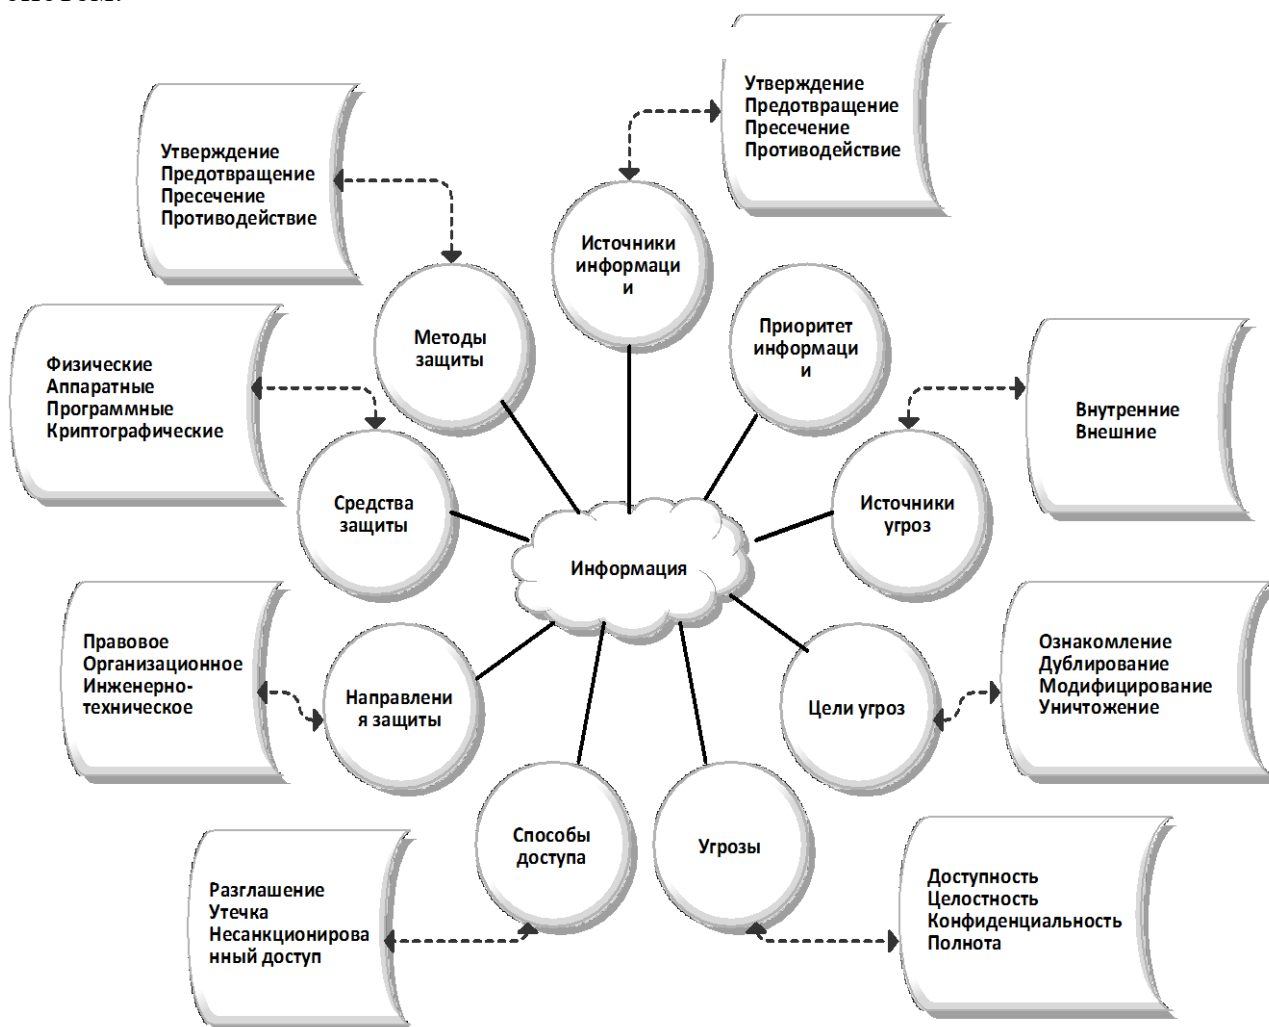 Утверждение
Предотвращение
Пресечение
Противодействие
Утверждение
Предотвращение
Пресечение
Противодействие
Источники
информаци
и
Методы
защиты
Приоритет
информаци
и
Физические
Аппаратные
Программные
Криптографические
Внутренние
Внешние
Средства
защиты
Источники
угроз
Информация
Правовое
Организационное
Инженерно-
техническое
Направлени
я защиты
Цели угроз
Ознакомление
Дублирование
Модифицирование
Уничтожение
Способы
доступа
Угрозы
Разглашение
Утечка
Несанкционирова
нный доступ
Доступность
Целостность
Конфиденциальность
Полнота